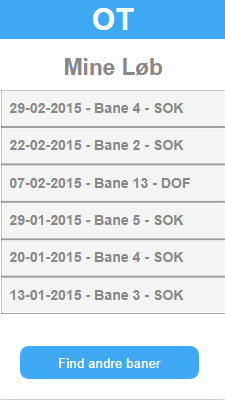 OT
Mine Løb
29-02-2015 - Bane 4 - SOK
22-02-2015 - Bane 2 - SOK
07-02-2015 - Bane 13 - DOF
29-01-2015 - Bane 5 - SOK
20-01-2015 - Bane 4 - SOK
13-01-2015 - Bane 3 - SOK
Find andre baner